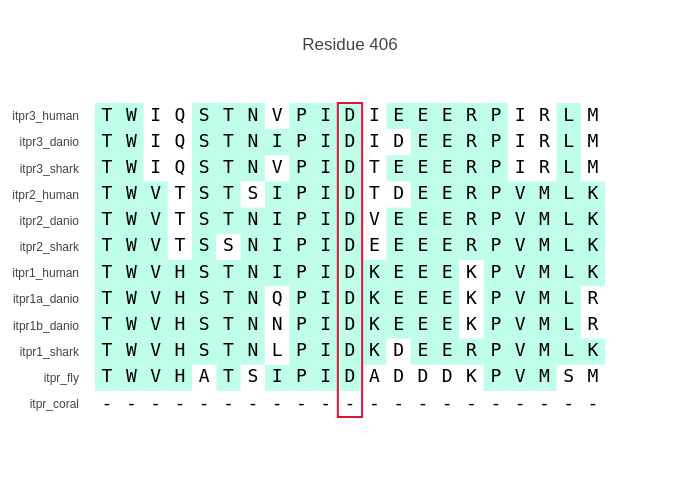 Residue 406
itpr3_human T W I Q S T N V P I D I E E E R P I R L M
itpr3_danio T W I Q S T N I P I D I D E E R P I R L M
itpr3_shark T W I Q S T N V P I D T E E E R P I R L M
itpr2_human T W V T S T S I P I D T D E E R P V M L K
itpr2_danio T W V T S T N I P I D V E E E R P V M L K
itpr2_shark T W V T S S N I P I D E E E E R P V M L K
itpr1_human T W V H S T N I P I D K E E E K P V M L K
itpr1a_danio T W V H S T N Q P I D K E E E K P V M L R
itpr1b_danio T W V H S T N N P I D K E E E K P V M L R
itpr1_shark T W V H S T N L P I D K D E E R P V M L K
itpr_fly T W V H A T S I P I D A D D D K P V M S M
itpr_coral - - - - - - - - - - - - - - - - - - - - -